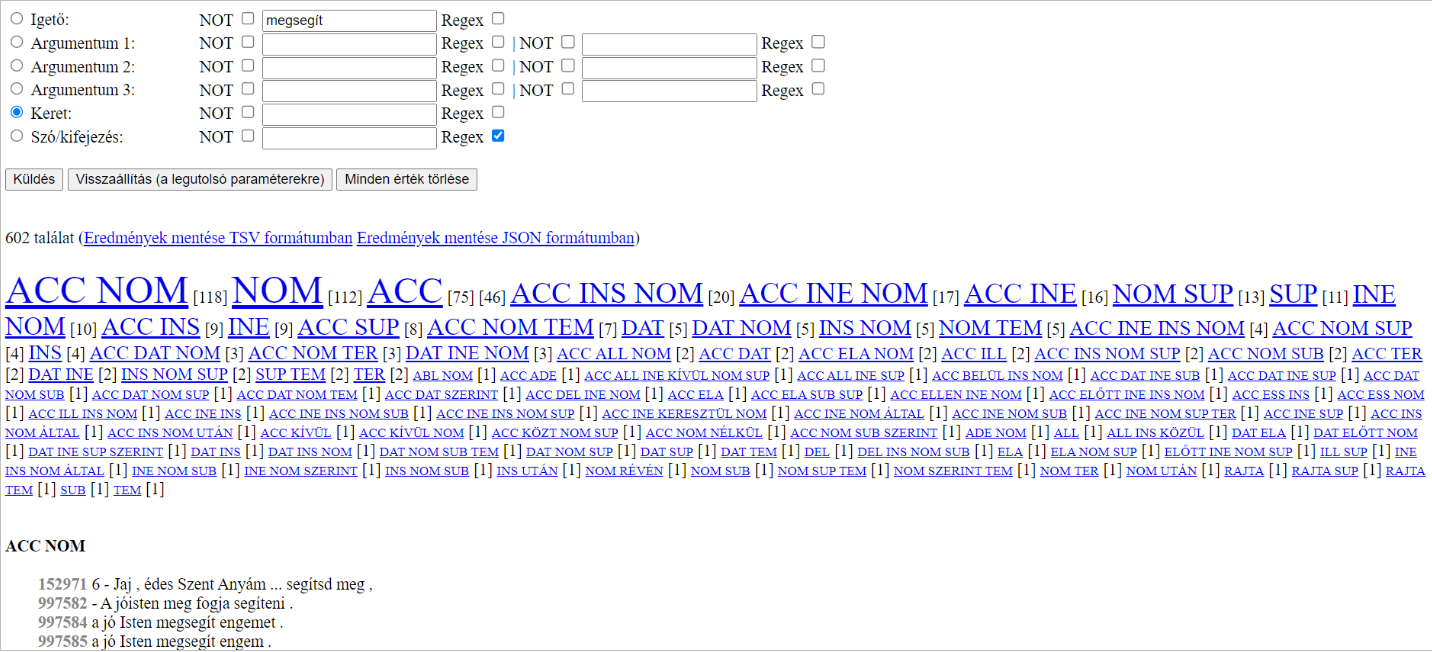 Igető: NOT megsegít Regex
Argumentum 1: NOT Regex | NOT Regex
Argumentum 2: NOT Regex | NOT Regex
Argumentum 3: NOT Regex | NOT Regex
Keret: NOT Regex
Szó/kifejezés: NOT Regex
Küldés Visszaállítás (a legutolsó paraméterekre) Minden érték törlése
602 találat (Eredmények mentése TSV formátumban Eredmények mentése JSON formátumban)
ACC NOM [118] NOM [112] ACC [75] [46] ACC INS NOM [20] ACC INE NOM [17] ACC INE [16] NOM SUP [13] SUP [11] INE
NOM [10] ACC INS [9] INE [9] ACC SUP [8] ACC NOM TEM [7] DAT [5] DAT NOM [5] INS NOM [5] NOM TEM [5] ACC INE INS NOM [4] ACC NOM SUP
[4] INS [4] ACC DAT NOM [3] ACC NOM TER [3] DAT INE NOM [3] ACC ALL NOM [2] ACC DAT [2] ACC ELA NOM [2] ACC ILL [2] ACC INS NOM SUP [2] ACC NOM SUB [2] ACC TER
[2] DAT INE [2] INS NOM SUP [2] SUP TEM [2] TER [2] ABL NOM [1] ACC ADE [1] ACC ALL INE KÍVÜL NOM SUP [1] ACC ALL INE SUP [1] ACC BELÜL INS NOM [1] ACC DAT INE SUB [1] ACC DAT INE SUP [1] ACC DAT
NOM SUB [1] ACC DAT NOM SUP [1] ACC DAT NOM TEM [1] ACC DAT SZERINT [1] ACC DEL INE NOM [1] ACC ELA [1] ACC ELA SUB SUP [1] ACC ELLEN INE NOM [1] ACC ELŐTT INE INS NOM [1] ACC ESS INS [1] ACC ESS NOM
[1] ACC ILL INS NOM [1] ACC INE INS [1] ACC INE INS NOM SUB [1] ACC INE INS NOM SUP [1] ACC INE KERESZTÜL NOM [1] ACC INE NOM ÁLTAL [1] ACC INE NOM SUB [1] ACC INE NOM SUP TER [1] ACC INE SUP [1] ACC INS
NOM ÁLTAL [1] ACC INS NOM UTÁN [1] ACC KÍVÜL [1] ACC KÍVÜL NOM [1] ACC KÖZT NOM SUP [1] ACC NOM NÉLKÜL [1] ACC NOM SUB SZERINT [1] ADE NOM [1] ALL [1] ALL INS KÖZÜL [1] DAT ELA [1] DAT ELŐTT NOM
[1] DAT INE SUP SZERINT [1] DAT INS [1] DAT INS NOM [1] DAT NOM SUB TEM [1] DAT NOM SUP [1] DAT SUP [1] DAT TEM [1] DEL [1] DEL INS NOM SUB [1] ELA [1] ELA NOM SUP [1] ELŐTT INE NOM SUP [1] ILL SUP [1] INE
INS NOM ÁLTAL [1] INE NOM SUB [1] INE NOM SZERINT [1] INS NOM SUB [1] INS UTÁN [1] NOM RÉVÉN [1] NOM SUB [1] NOM SUP TEM [1] NOM SZERINT TEM [1] NOM TER [1] NOM UTÁN [1] RAJTA [1] RAJTA SUP [1] RAJTA
TEM [1] SUB [1] TEM [1]
ACC NOM
152971 6 - Jaj , édes Szent Anyám ... segítsd meg ,
997582 - A jóisten meg fogja segíteni .
997584 a jó Isten megsegít engemet .
997585 a jó Isten megsegít engem .